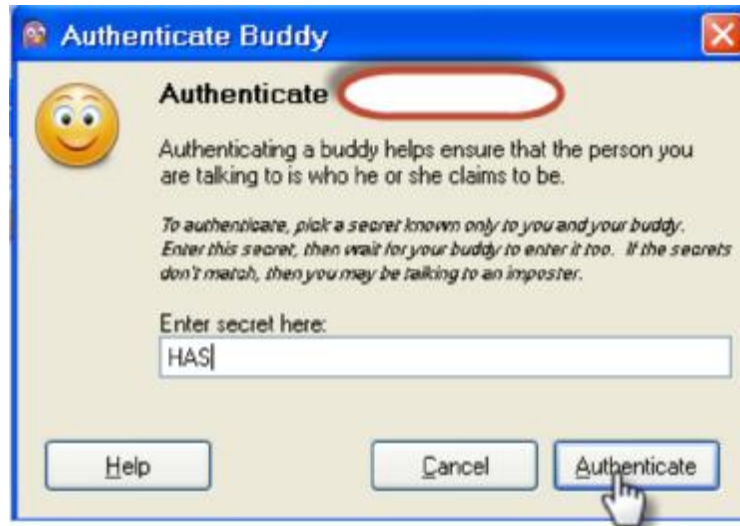 Authenticate Buddy
Authenticate
Authenticating a buddy helps ensure that the person you
are talking to is who he or she claims to be.
To authenticate, pick a secret known only to you and your buddy.
Enter this secret, then wait for your buddy to enter it too. If the secrets
don't match, then you may be talking to an imposter.
Enter secret here:
HAS
Help Cancel Authenticate